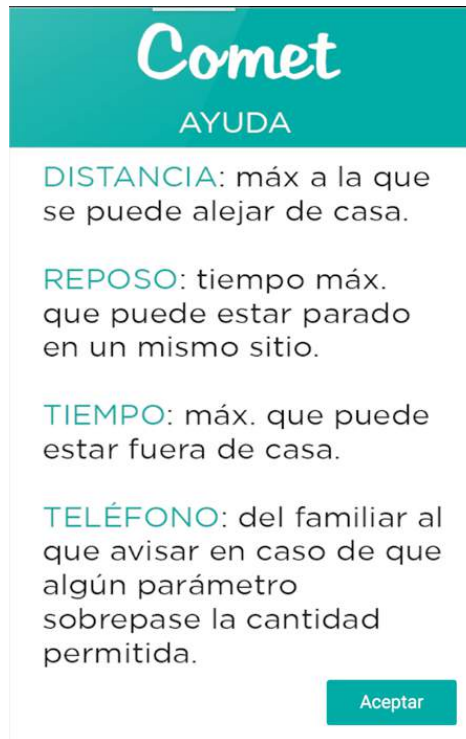 Comet
AYUDA
DISTANCIA: máx a la que
se puede alejar de casa.
REPOSO: tiempo máx.
que puede estar parado
en un mismo sitio.
TIEMPO: máx. que puede
estar fuera de casa.
TELÉFONO: del familiar al
que avisar en caso de que
algún parámetro
sobrepase la cantidad
permitida.
Aceptar